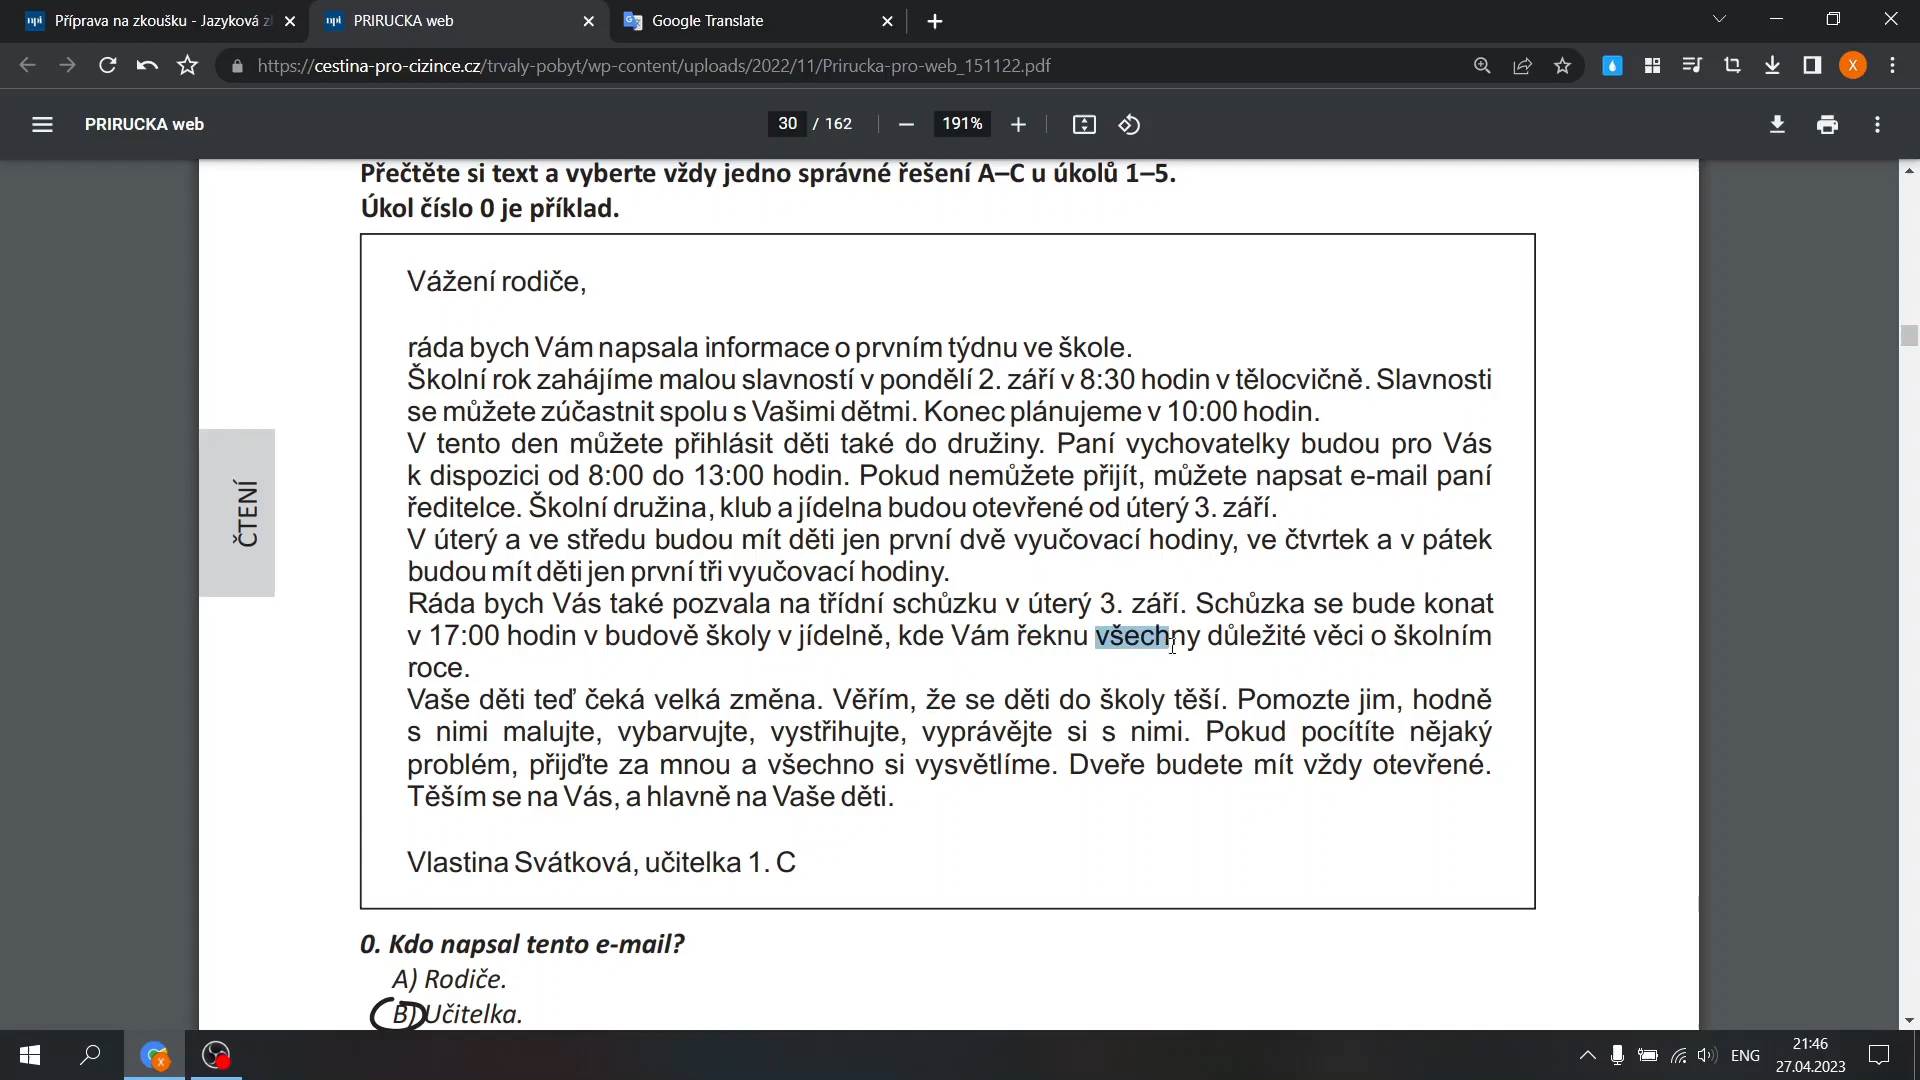 Příprava na zkoušku - Jazyková z
PRIRUCKA web
Google Translate
https://cestina-pro-cizince.cz/trvaly-pobyt/wp-content/uploads/2022/11/Prirucka-pro-web_151122.pdf
X
PRIRUCKA web
30 / 162
191%
Přečtěte si text a vyberte vždy jedno správné řešení A–C u úkolů 1–5.
Úkol číslo 0 je příklad.
Vážení rodiče,
ráda bych Vám napsala informace o prvním týdnu ve škole.
Školní rok zahájíme malou slavností v pondělí 2. září v 8:30 hodin v tělocvičně. Slavnosti
se můžete zúčastnit spolu s Vašimi dětmi. Konec plánujeme v 10:00 hodin.
V tento den můžete přihlásit děti také do družiny. Paní vychovatelky budou pro Vás
k dispozici od 8:00 do 13:00 hodin. Pokud nemůžete přijít, můžete napsat e-mail paní
ředitelce. Školní družina, klub a jídelna budou otevřené od úterý 3. září.
V úterý a ve středu budou mít děti jen první dvě vyučovací hodiny, ve čtvrtek a v pátek
budou mít děti jen první tři vyučovací hodiny.
Ráda bych Vás také pozvala na třídní schůzku v úterý 3. září. Schůzka se bude konat
v 17:00 hodin v budově školy v jídelně, kde Vám řeknu všechny důležité věci o školním
roce.
Vaše děti teď čeká velká změna. Věřím, že se děti do školy těší. Pomozte jim, hodně
s nimi malujte, vybarvujte, vystřihujte, vyprávějte si s nimi. Pokud pocítíte nějaký
problém, přijďte za mnou a všechno si vysvětlíme. Dveře budete mít vždy otevřené.
Těším se na Vás, a hlavně na Vaše děti.
Vlastina Svátková, učitelka 1. C
ČTENÍ
0. Kdo napsal tento e-mail?
A) Rodiče.
B) Učitelka.
ENG
21:46
27.04.2023